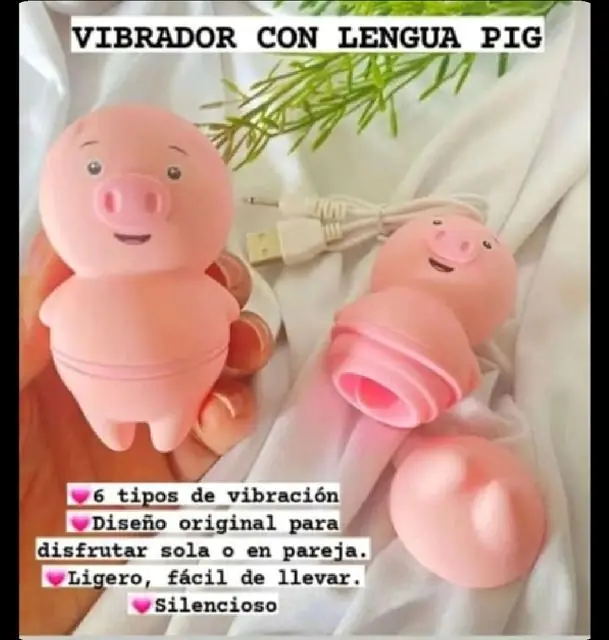 VIBRADOR CON LENGUA PIG
💗6 tipos de vibración
💗Diseño original para
disfrutar sola o en pareja.
💗Ligero, fácil de llevar.
💗Silencioso